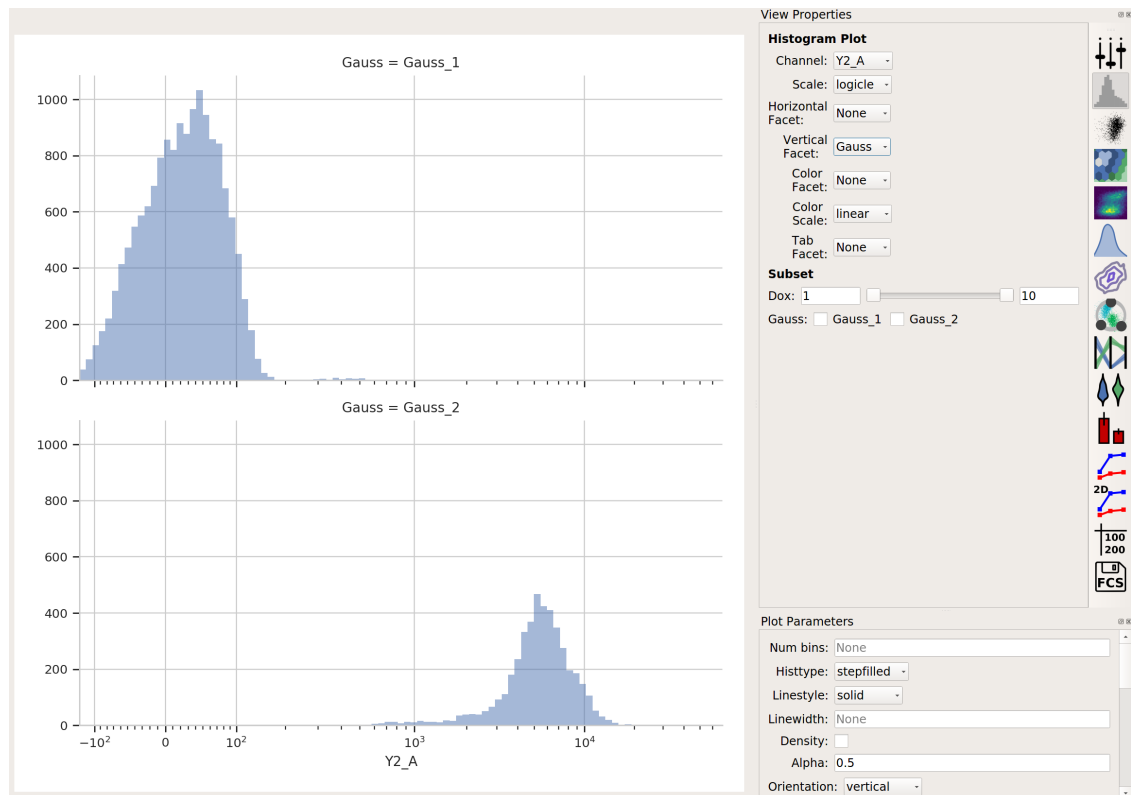 View Properties
Gauss = Gauss_1
1000
800
600
400
200
0
Gauss = Gauss_2
1000
800
600
400
200
0
−10²
0
10²
10³
10⁴
Y2_A
Histogram Plot
Channel: Y2_A
Scale: logicle
Horizontal
Facet: None
Vertical
Facet: Gauss
Color
Facet: None
Color
Scale: linear
Tab
Facet: None
Subset
Dox: 1 10
Gauss: Gauss_1 Gauss_2
2D
100
200
FCS
Plot Parameters
Num bins: None
Histtype: stepfilled
Linestyle: solid
Linewidth: None
Density:
Alpha: 0.5
Orientation: vertical